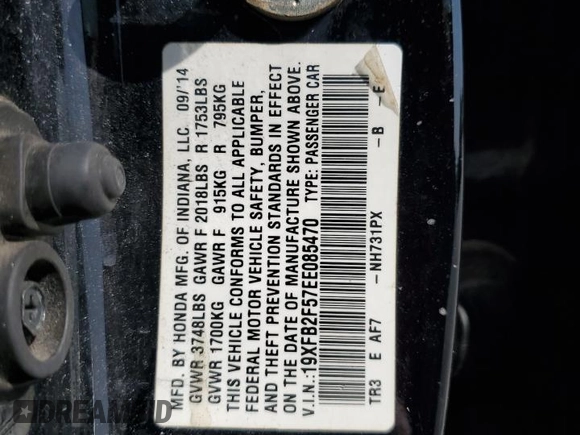 MFD. BY HONDA MFG. OF INDIANA, LLC. 09/'14
GVWR 3748LBS GAWR F 2018LBS R 1753LBS
GVWR 1700KG GAWR F 915KG R 795KG
THIS VEHICLE CONFORMS TO ALL APPLICABLE
FEDERAL MOTOR VEHICLE SAFETY, BUMPER,
AND THEFT PREVENTION STANDARDS IN EFFECT
ON THE DATE OF MANUFACTURE SHOWN ABOVE.
V.I.N.:19XFB2F57EE085470 TYPE: PASSENGER CAR
TR3 E AF7 -NH731PX -B -E
DREAMBID